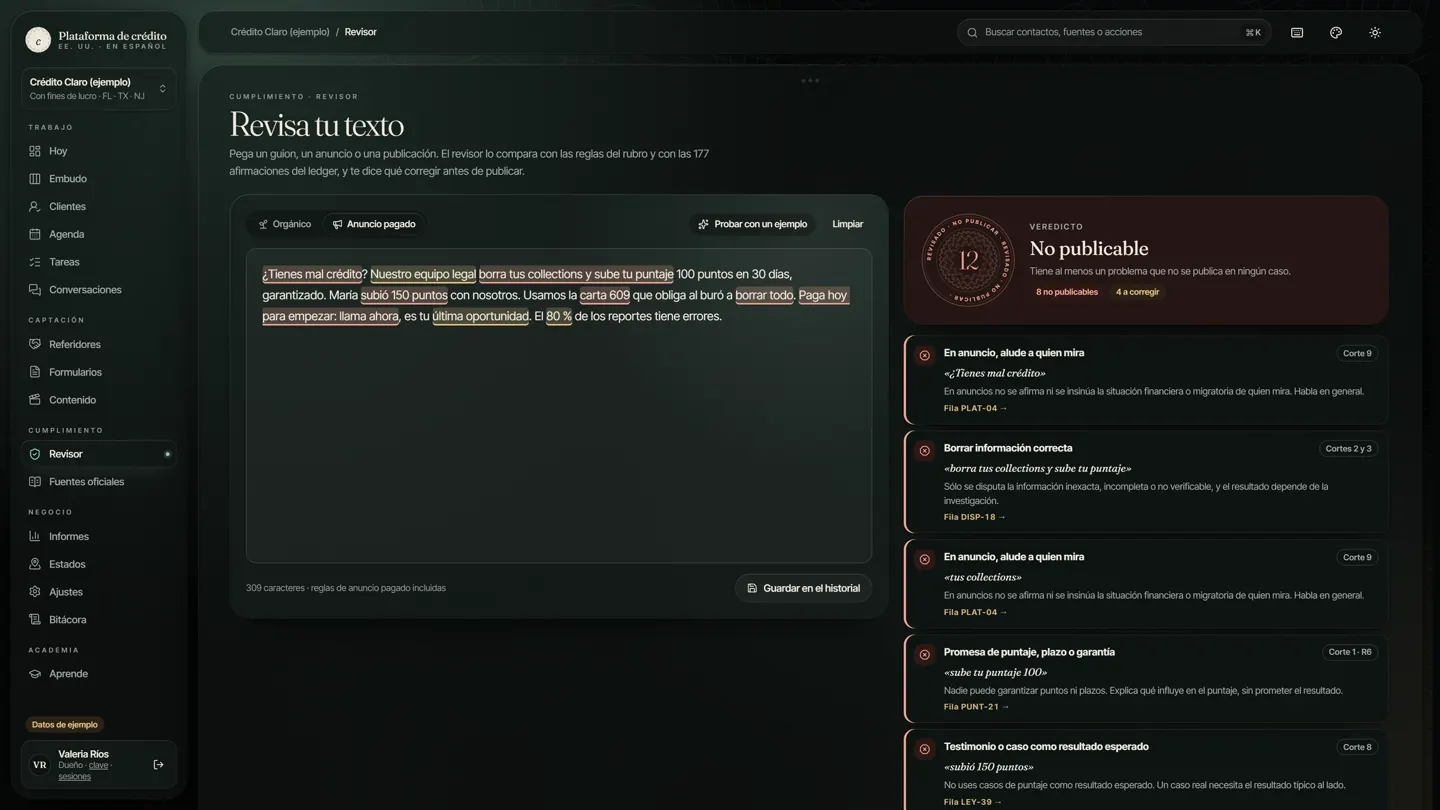 Plataforma de crédito
EE. UU. · EN ESPAÑOL
Crédito Claro (ejemplo)
Con fines de lucro · FL · TX · NJ
TRABAJO
Hoy
Embudo
Clientes
Agenda
Tareas
Conversaciones
CAPTACIÓN
Referidores
Formularios
Contenido
CUMPLIMIENTO
Revisor
Fuentes oficiales
NEGOCIO
Informes
Estados
Ajustes
Bitácora
ACADEMIA
Aprende
Datos de ejemplo
VR
Valeria Ríos
Dueño · clave ·
sesiones
Crédito Claro (ejemplo) / Revisor
Buscar contactos, fuentes o acciones
⌘K
CUMPLIMIENTO · REVISOR
Revisa tu texto
Pega un guion, un anuncio o una publicación. El revisor lo compara con las reglas del rubro y con las 177
afirmaciones del ledger, y te dice qué corregir antes de publicar.
Orgánico
Anuncio pagado
Probar con un ejemplo
Limpiar
¿Tienes mal crédito? Nuestro equipo legal borra tus collections y sube tu puntaje 100 puntos en 30 días,
garantizado. María subió 150 puntos con nosotros. Usamos la carta 609 que obliga al buró a borrar todo. Paga hoy
para empezar: llama ahora, es tu última oportunidad. El 80 % de los reportes tiene errores.
309 caracteres · reglas de anuncio pagado incluidas
Guardar en el historial
REVISADO · NO PUBLICAR · REVISADO · NO PUBLICAR ·
12
VEREDICTO
No publicable
Tiene al menos un problema que no se publica en ningún caso.
8 no publicables
4 a corregir
En anuncio, alude a quien mira
Corte 9
«¿Tienes mal crédito»
En anuncios no se afirma ni se insinúa la situación financiera o migratoria de quien mira. Habla en general.
Fila PLAT-04 →
Borrar información correcta
Cortes 2 y 3
«borra tus collections y sube tu puntaje»
Sólo se disputa la información inexacta, incompleta o no verificable, y el resultado depende de la
investigación.
Fila DISP-18 →
En anuncio, alude a quien mira
Corte 9
«tus collections»
En anuncios no se afirma ni se insinúa la situación financiera o migratoria de quien mira. Habla en general.
Fila PLAT-04 →
Promesa de puntaje, plazo o garantía
Corte 1 · R6
«sube tu puntaje 100»
Nadie puede garantizar puntos ni plazos. Explica qué influye en el puntaje, sin prometer el resultado.
Fila PUNT-21 →
Testimonio o caso como resultado esperado
Corte 8
«subió 150 puntos»
No uses casos de puntaje como resultado esperado. Un caso real necesita el resultado típico al lado.
Fila LEY-39 →